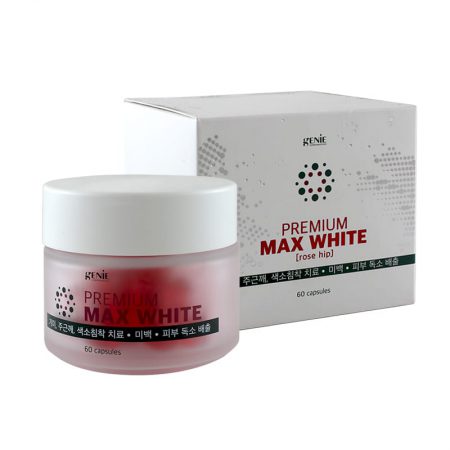 genie
PREMIUM
MAX WHITE
[rose hip]
주근깨, 색소침착 치료 • 미백 • 피부 독소 배출
60 capsules
genie
PREMIUM
MAX WHITE
주근깨, 색소침착 치료 • 미백 • 피부 독소 배출
60 capsules